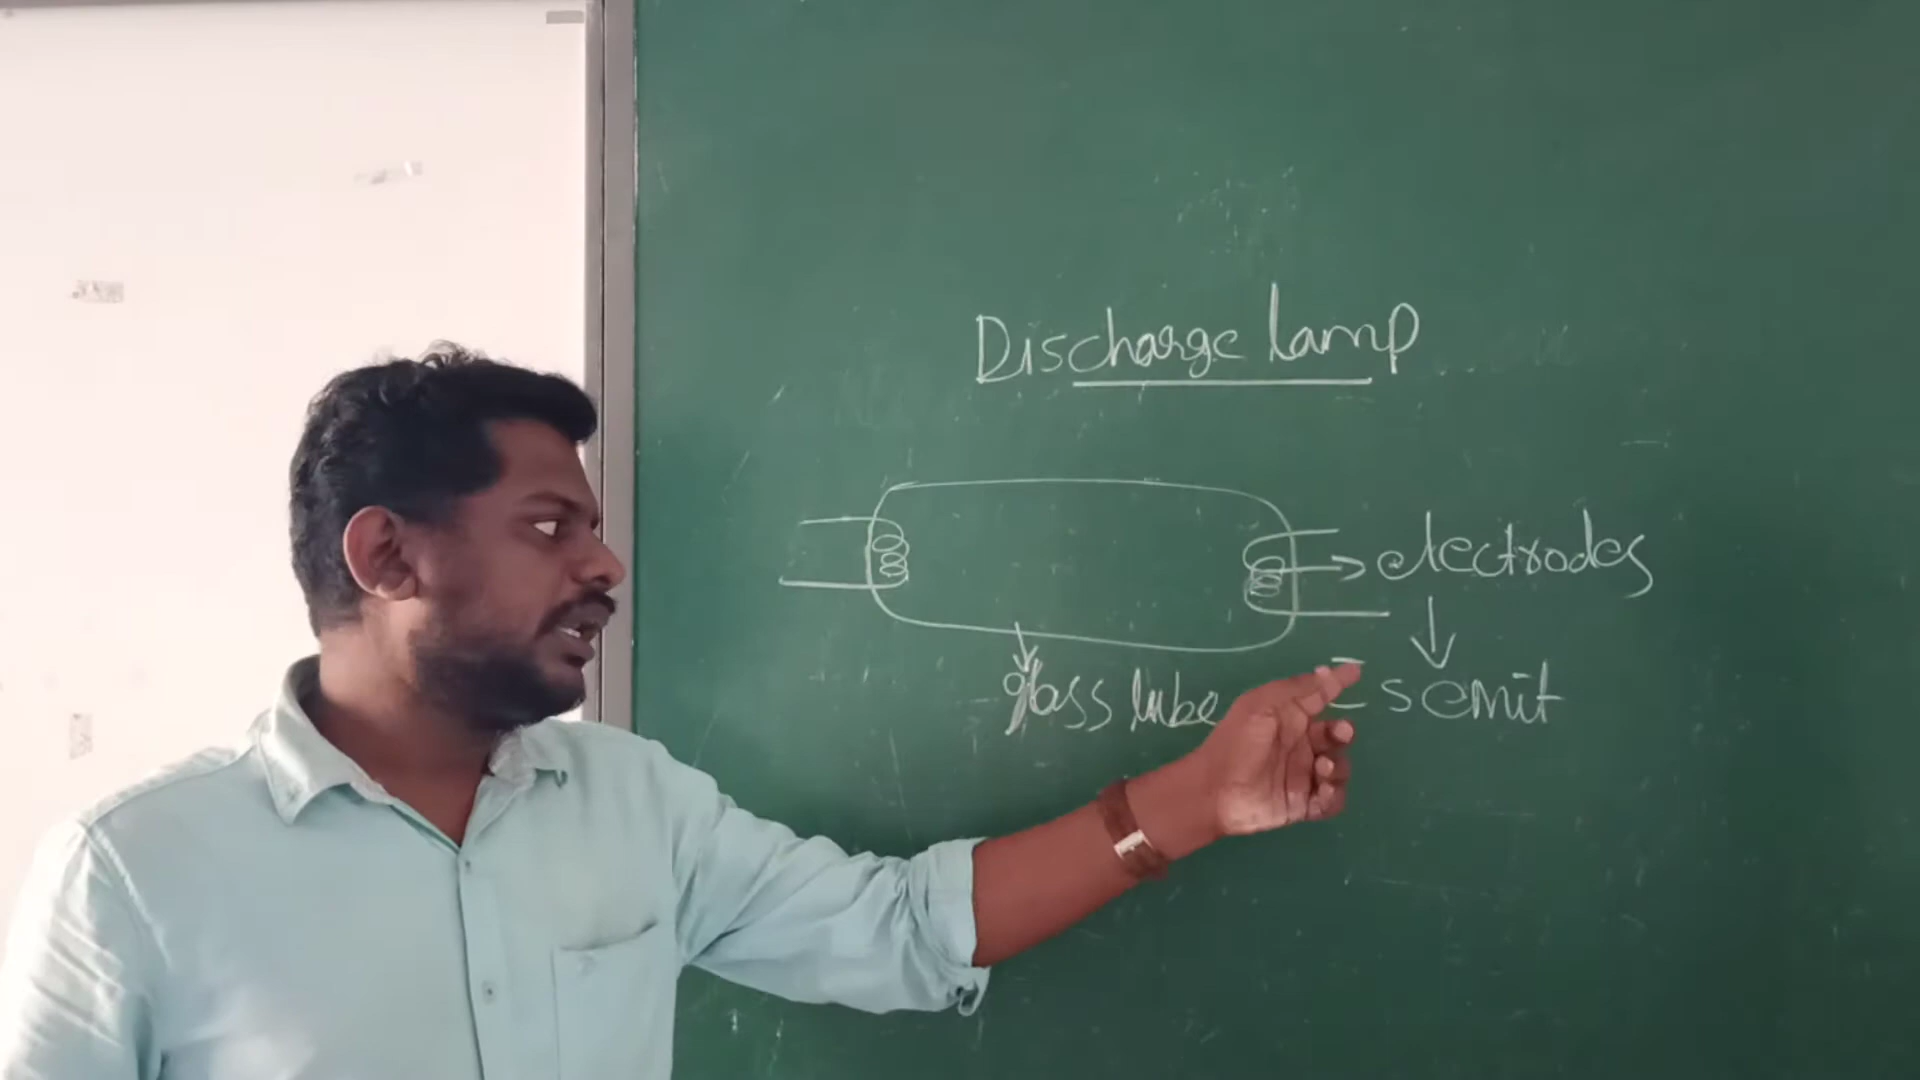 Discharge lamp
electrodes
glass tube
s emit